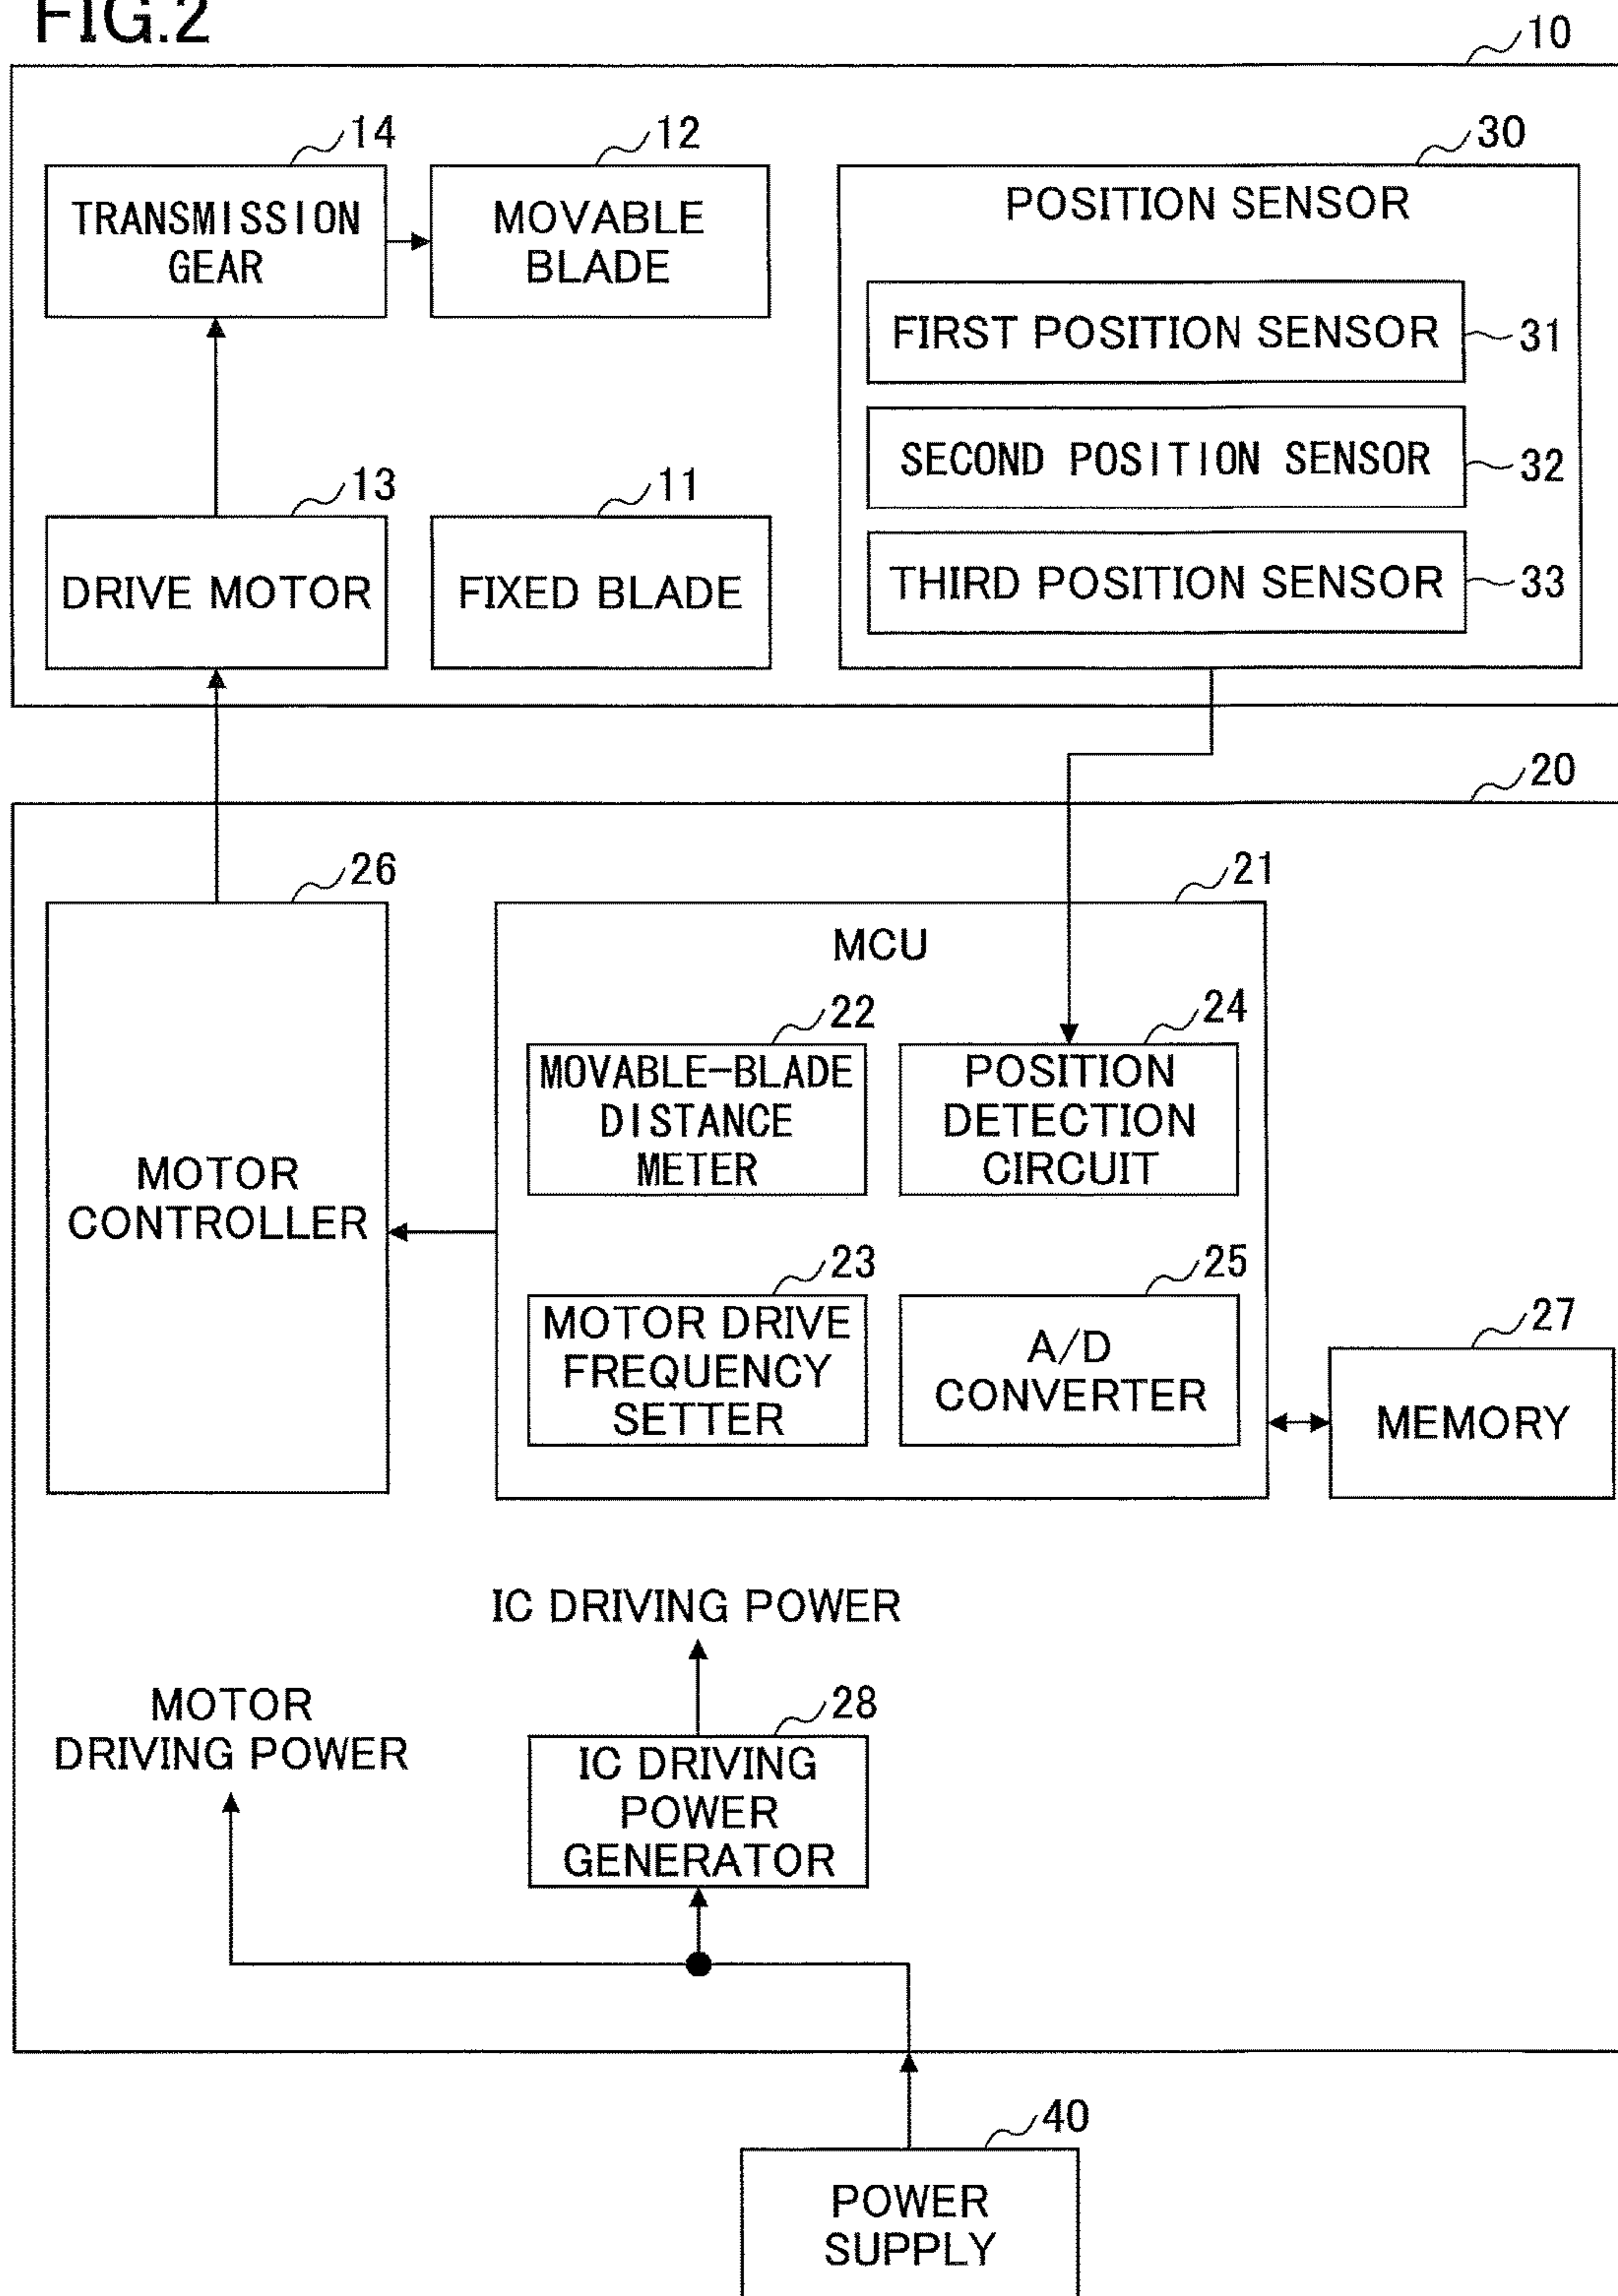 FIG.2
10
14
12
30
TRANSMISSION
GEAR
MOVABLE
BLADE
POSITION SENSOR
FIRST POSITION SENSOR
31
SECOND POSITION SENSOR
32
THIRD POSITION SENSOR
33
13
11
DRIVE MOTOR
FIXED BLADE
20
26
21
MCU
22
24
MOVABLE-BLADE
DISTANCE
METER
POSITION
DETECTION
CIRCUIT
MOTOR
CONTROLLER
23
25
MOTOR DRIVE
FREQUENCY
SETTER
A/D
CONVERTER
27
MEMORY
IC DRIVING POWER
MOTOR
DRIVING POWER
28
IC DRIVING
POWER
GENERATOR
40
POWER
SUPPLY